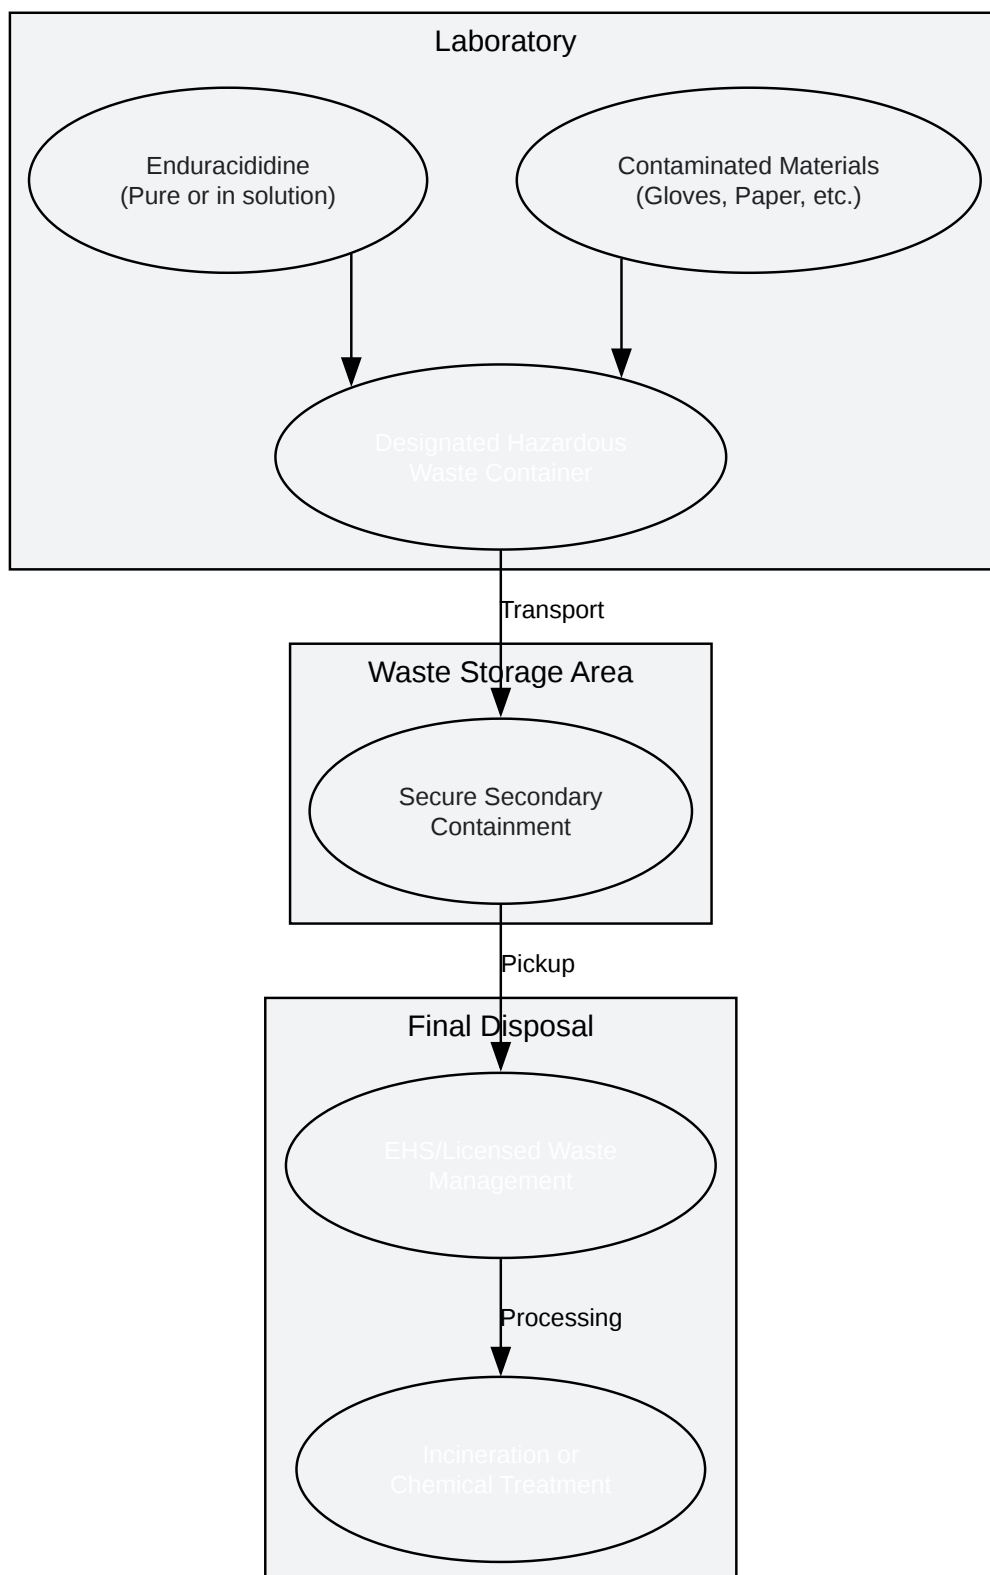 Laboratory
Enduracididine
(Pure or in solution)
Contaminated Materials
(Gloves, Paper, etc.)
Designated Hazardous
Waste Container
Transport
Waste Storage Area
Secure Secondary
Containment
Pickup
Final Disposal
EHS/Licensed Waste
Management
Processing
Incineration or
Chemical Treatment